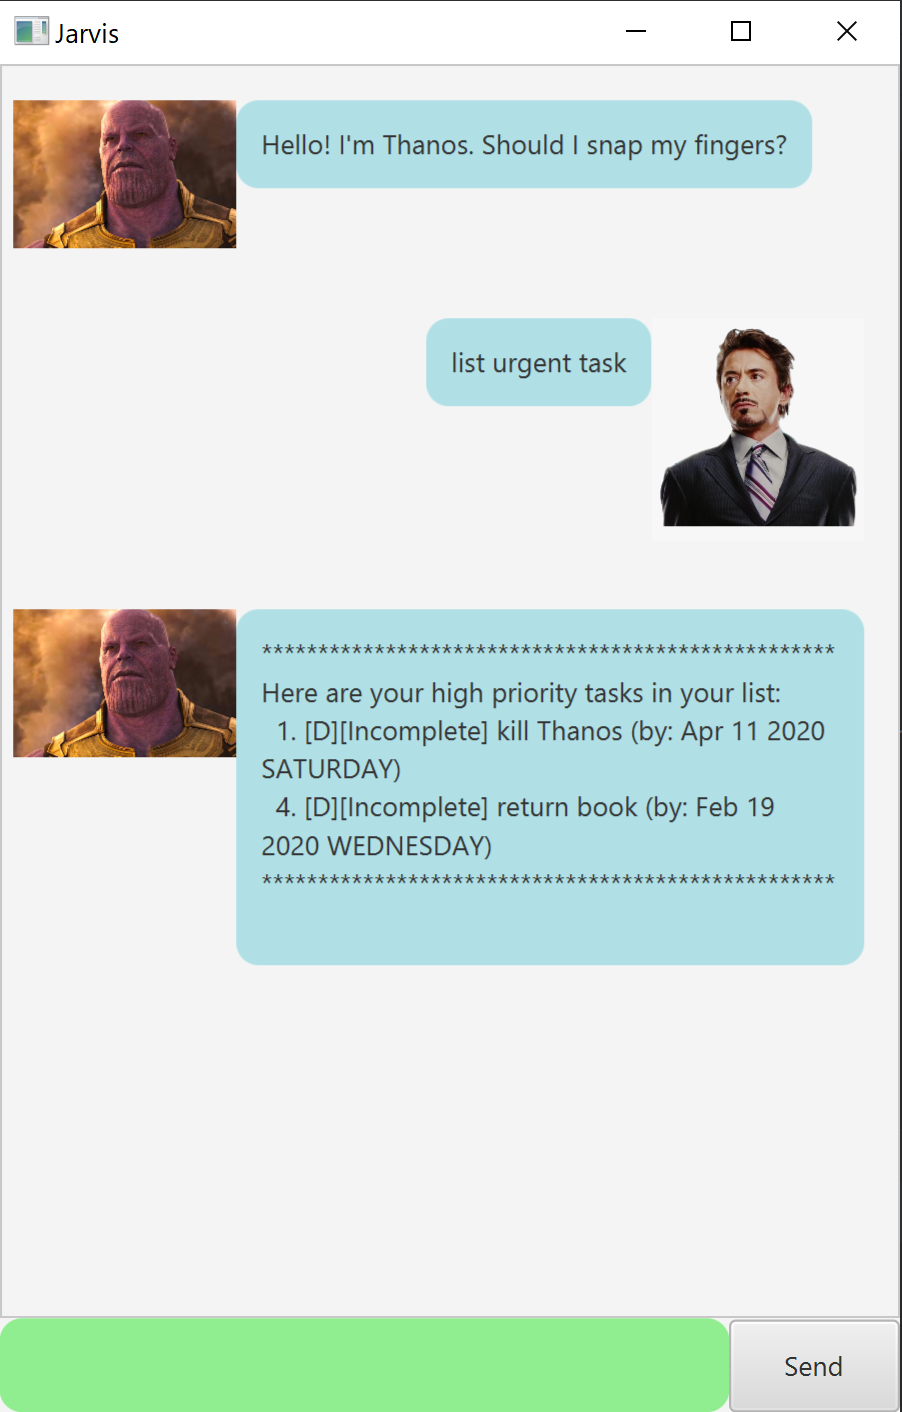 Jarvis
Hello! I'm Thanos. Should I snap my fingers?
list urgent task
***************************************************
Here are your high priority tasks in your list:
1. [D][Incomplete] kill Thanos (by: Apr 11 2020
SATURDAY)
4. [D][Incomplete] return book (by: Feb 19
2020 WEDNESDAY)
***************************************************
Send